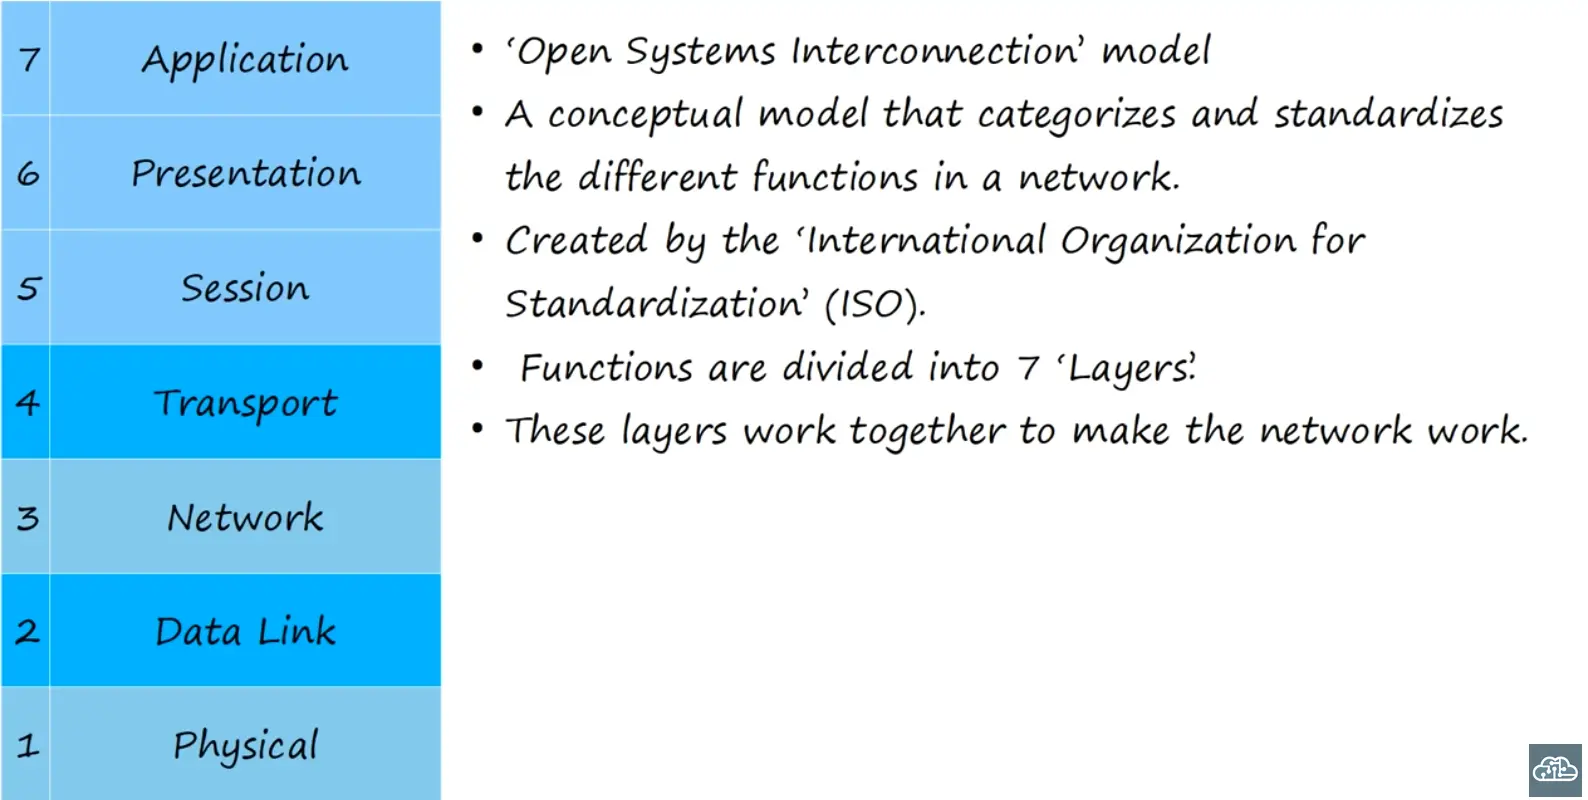 7 Application
6 Presentation
5 Session
4 Transport
3 Network
2 Data Link
1 Physical
• ‘Open Systems Interconnection’ model
• A conceptual model that categorizes and standardizes
the different functions in a network.
• Created by the ‘International Organization for
Standardization’ (ISO).
• Functions are divided into 7 ‘Layers’.
• These layers work together to make the network work.